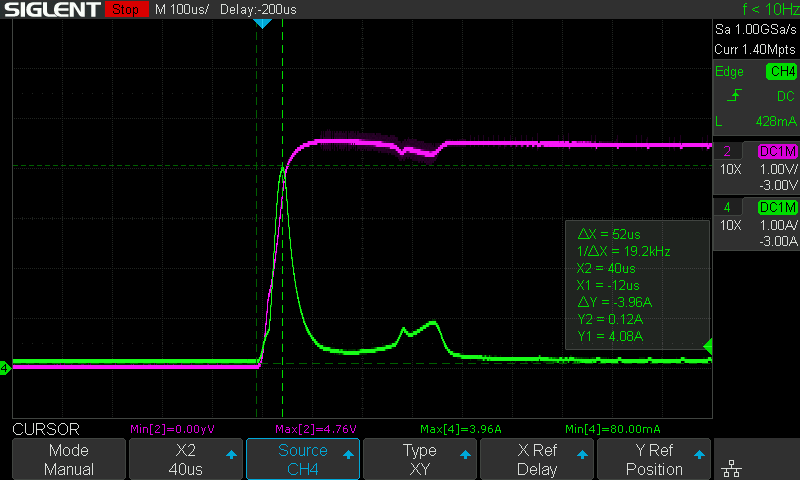 SIGLENT Stop M 100us/ Delay:-200us f < 10Hz
Sa 1.00GSa/s
Curr 1.40Mpts
Edge CH4
DC
L 428mA
2 DC1M
10X 1.00V/
-3.00V
4 DC1M
10X 1.00A/
-3.00A
△X = 52us
1/△X = 19.2kHz
X2 = 40us
X1 = -12us
△Y = -3.96A
Y2 = 0.12A
Y1 = 4.08A
4
CURSOR Min[2]=0.00yV Max[2]=4.76V Max[4]=3.96A Min[4]=80.00mA
Mode X2 Source Type X Ref Y Ref
Manual 40us CH4 XY Delay Position